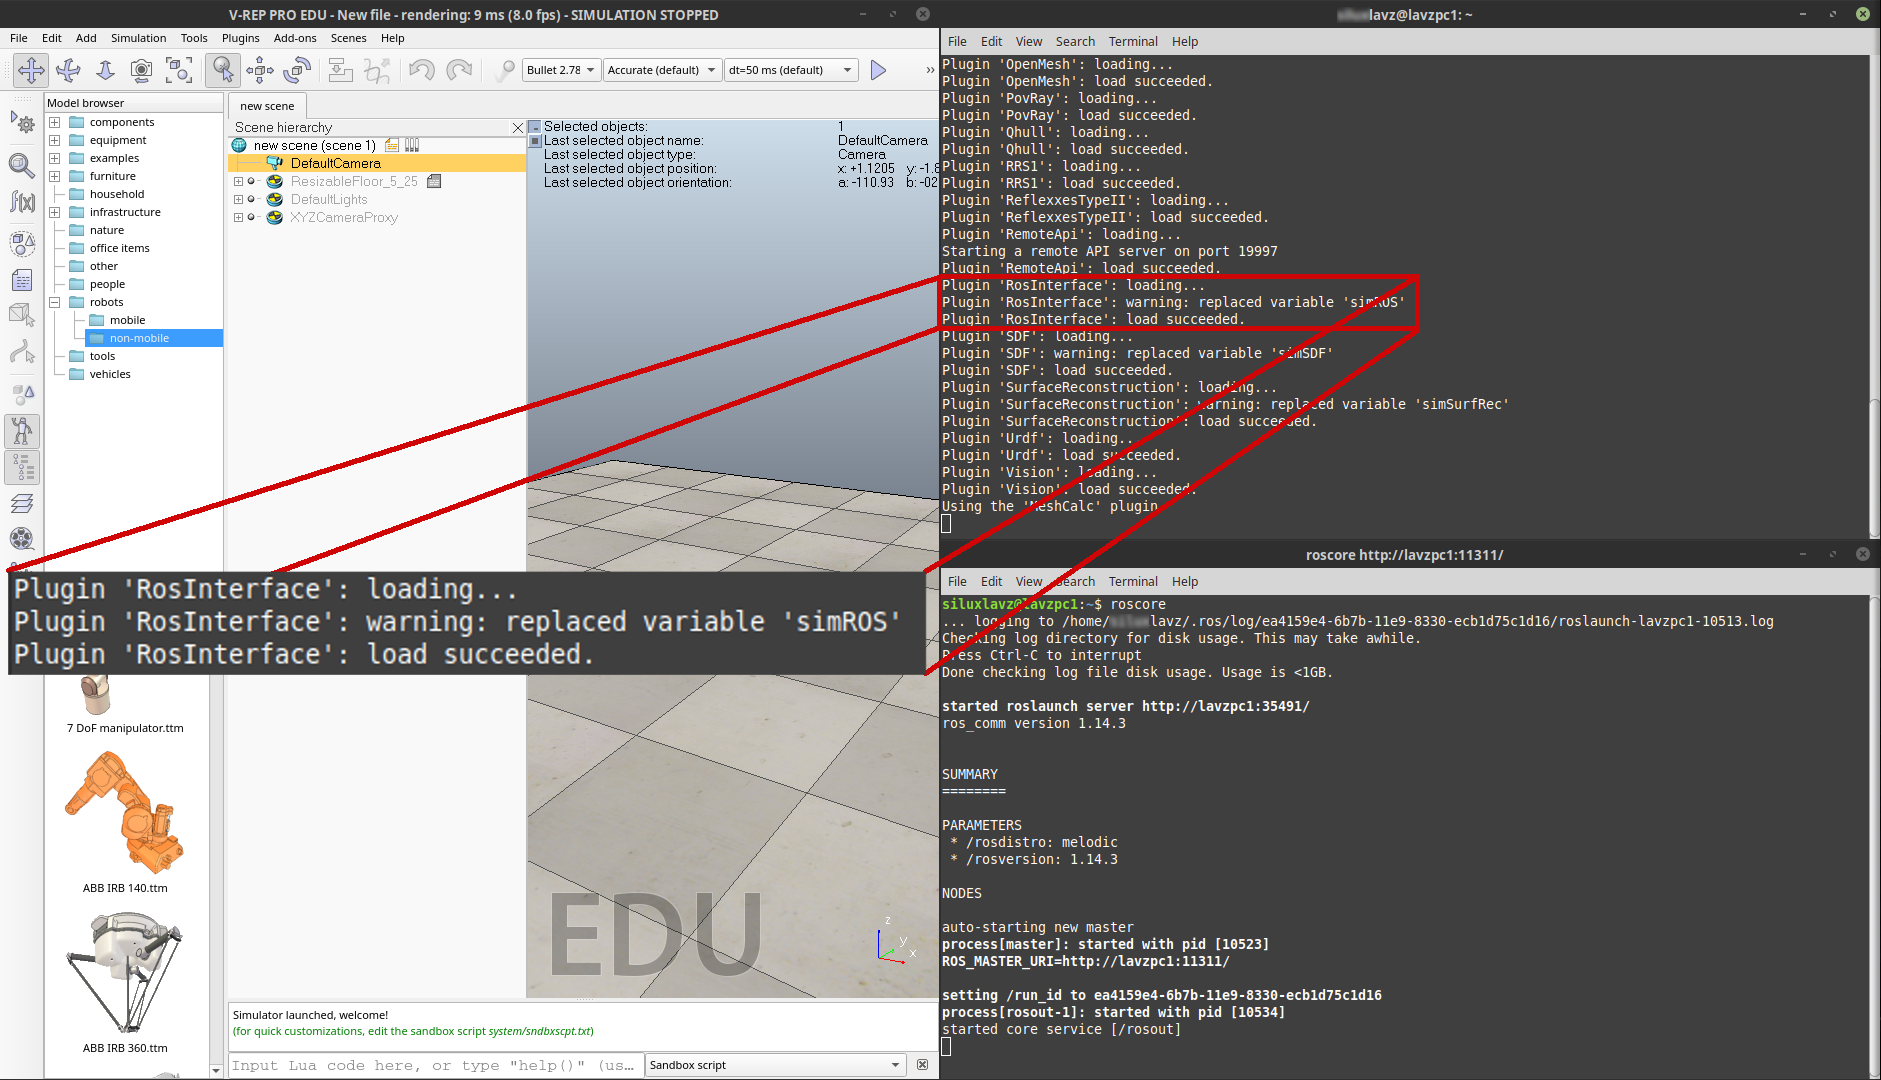 V-REP PRO EDU - New file - rendering: 9 ms (8.0 fps) - SIMULATION STOPPED
File Edit Add Simulation Tools Plugins Add-ons Scenes Help
Bullet 2.78 Accurate (default) dt=50 ms (default) »
Model browser
components
equipment
examples
furniture
household
infrastructure
nature
office items
other
people
robots
mobile
non-mobile
tools
vehicles
7 DoF manipulator.ttm
ABB IRB 140.ttm
ABB IRB 360.ttm
new scene
Scene hierarchy
new scene (scene 1)
DefaultCamera
ResizableFloor_5_25
DefaultLights
XYZCameraProxy
Selected objects: 1
Last selected object name: DefaultCamera
Last selected object type: Camera
Last selected object position: x: +1.1205 y: -1.8
Last selected object orientation: a: -110.93 b: -02
EDU
z
y
x
Plugin 'RosInterface': loading...
Plugin 'RosInterface': warning: replaced variable 'simROS'
Plugin 'RosInterface': load succeeded.
Simulator launched, welcome!
(for quick customizations, edit the sandbox script system/sndbxscpt.txt)
Input Lua code here, or type "help()" (us... Sandbox script
lavz@lavzpc1: ~
File Edit View Search Terminal Help
Plugin 'OpenMesh': loading...
Plugin 'OpenMesh': load succeeded.
Plugin 'PovRay': loading...
Plugin 'PovRay': load succeeded.
Plugin 'Qhull': loading...
Plugin 'Qhull': load succeeded.
Plugin 'RRS1': loading...
Plugin 'RRS1': load succeeded.
Plugin 'ReflexxesTypeII': loading...
Plugin 'ReflexxesTypeII': load succeeded.
Plugin 'RemoteApi': loading...
Starting a remote API server on port 19997
Plugin 'RemoteApi': load succeeded.
Plugin 'RosInterface': loading...
Plugin 'RosInterface': warning: replaced variable 'simROS'
Plugin 'RosInterface': load succeeded.
Plugin 'SDF': loading...
Plugin 'SDF': warning: replaced variable 'simSDF'
Plugin 'SDF': load succeeded.
Plugin 'SurfaceReconstruction': loading...
Plugin 'SurfaceReconstruction': warning: replaced variable 'simSurfRec'
Plugin 'SurfaceReconstruction': load succeeded.
Plugin 'Urdf': loading...
Plugin 'Urdf': load succeeded.
Plugin 'Vision': loading...
Plugin 'Vision': load succeeded.
Using the 'MeshCalc' plugin.
roscore http://lavzpc1:11311/
File Edit View Search Terminal Help
siluxlavz@lavzpc1:~$ roscore
... logging to /home/ lavz/.ros/log/ea4159e4-6b7b-11e9-8330-ecb1d75c1d16/roslaunch-lavzpc1-10513.log
Checking log directory for disk usage. This may take awhile.
Press Ctrl-C to interrupt
Done checking log file disk usage. Usage is <1GB.
started roslaunch server http://lavzpc1:35491/
ros_comm version 1.14.3
SUMMARY
========
PARAMETERS
* /rosdistro: melodic
* /rosversion: 1.14.3
NODES
auto-starting new master
process[master]: started with pid [10523]
ROS_MASTER_URI=http://lavzpc1:11311/
setting /run_id to ea4159e4-6b7b-11e9-8330-ecb1d75c1d16
process[rosout-1]: started with pid [10534]
started core service [/rosout]